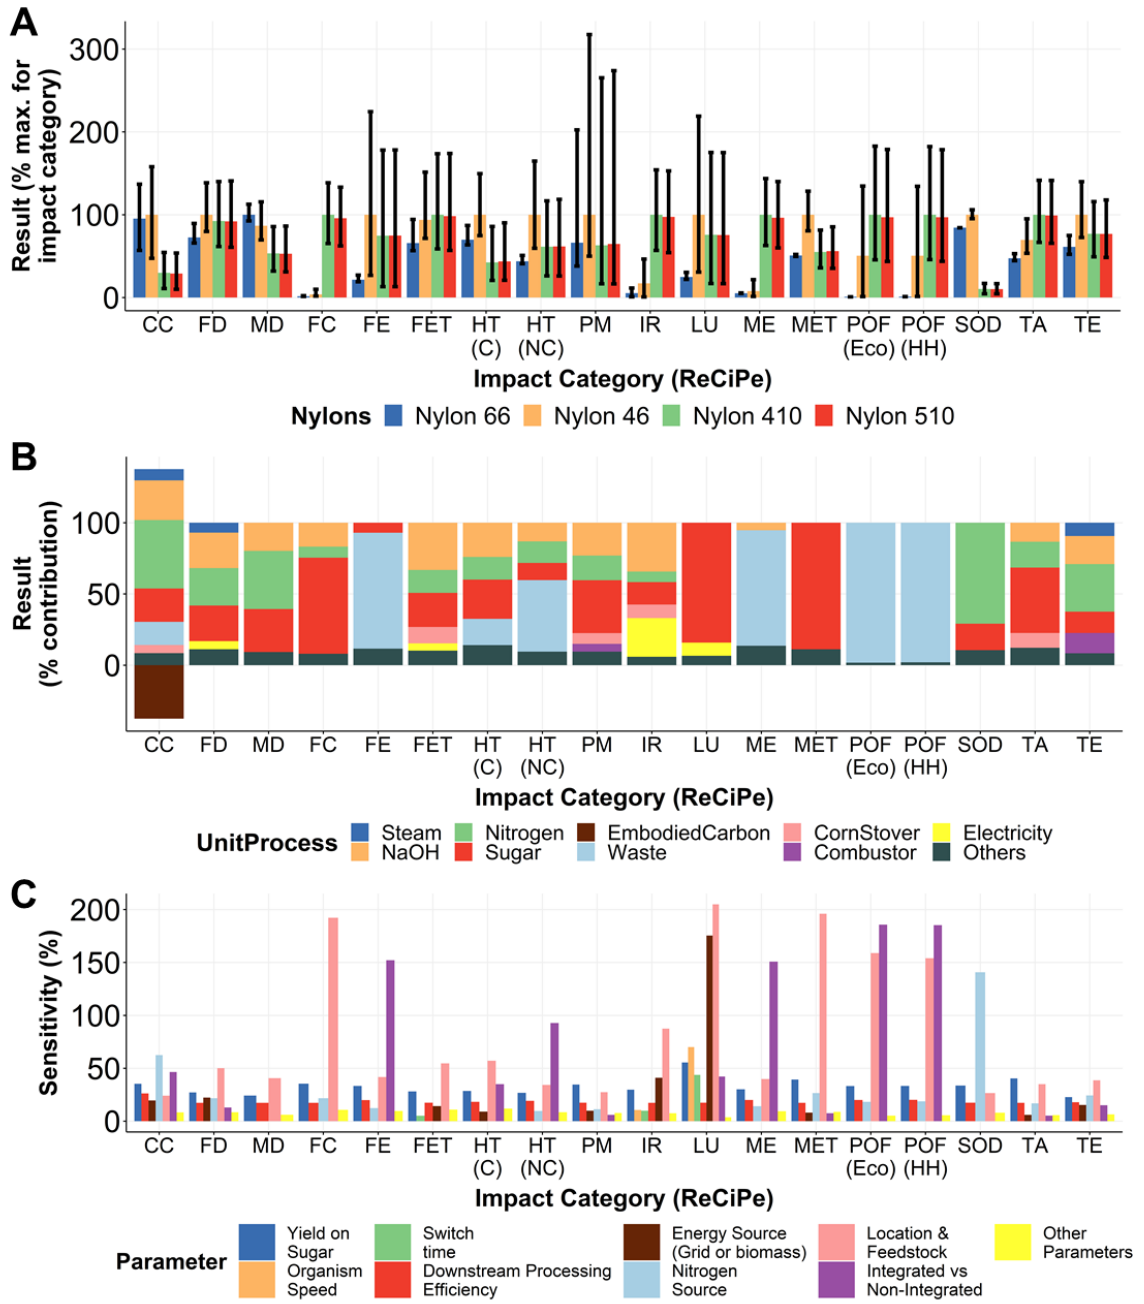 A
Result (% max. for
impact category)
300
200
100
0
CC FD MD FC FE FET HT HT PM IR LU ME MET POF POF SOD TA TE
(C) (NC) (Eco) (HH)
Impact Category (ReCiPe)
Nylons Nylon 66 Nylon 46 Nylon 410 Nylon 510
B
Result
(% contribution)
100
50
0
CC FD MD FC FE FET HT HT PM IR LU ME MET POF POF SOD TA TE
(C) (NC) (Eco) (HH)
Impact Category (ReCiPe)
UnitProcess
Steam Nitrogen EmbodiedCarbon CornStover Electricity
NaOH Sugar Waste Combustor Others
C
Sensitivity (%)
200
150
100
50
0
CC FD MD FC FE FET HT HT PM IR LU ME MET POF POF SOD TA TE
(C) (NC) (Eco) (HH)
Impact Category (ReCiPe)
Parameter
Yield on Switch Energy Source Location & Other
Sugar time (Grid or biomass) Feedstock Parameters
Organism Downstream Processing Nitrogen Integrated vs
Speed Efficiency Source Non-Integrated